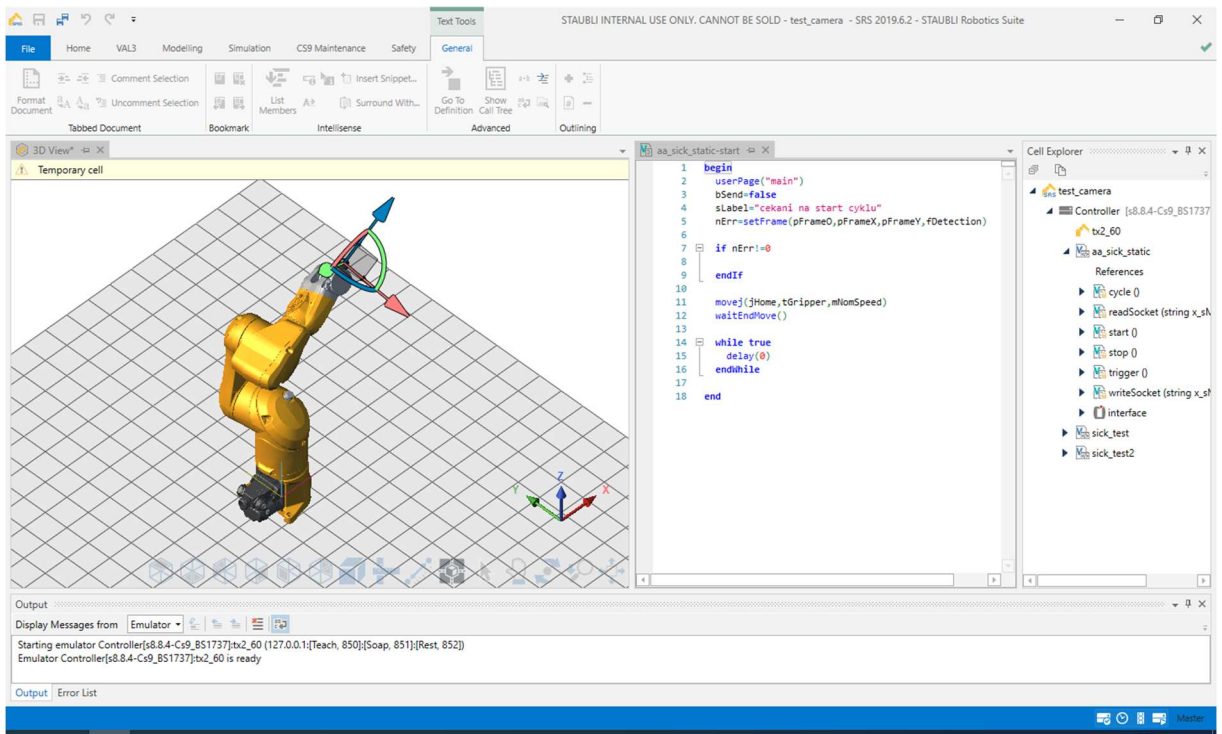 Text Tools
STAUBLI INTERNAL USE ONLY. CANNOT BE SOLD - test_camera - SRS 2019.6.2 - STAUBLI Robotics Suite
File Home VAL3 Modelling Simulation CS9 Maintenance Safety General
Format Document
Comment Selection
Uncomment Selection
Tabbed Document
Bookmark
List Members
Insert Snippet...
Surround With...
Intellisense
Go To Definition
Show Call Tree
Advanced
Outlining
3D View*
Temporary cell
Z
Y
X
aa_sick_static-start
1 begin
2 userPage("main")
3 bSend=false
4 sLabel="cekani na start cyklu"
5 nErr=setFrame(pFrameO,pFrameX,pFrameY,fDetection)
6
7 if nErr!=0
8
9 endIf
10
11 movej(jHome,tGripper,mNomSpeed)
12 waitEndMove()
13
14 while true
15 delay(0)
16 endWhile
17
18 end
Cell Explorer
SRS test_camera
Controller [s8.8.4-Cs9_BS1737
tx2_60
aa_sick_static
References
cycle ()
readSocket (string x_sM
start ()
stop ()
trigger ()
writeSocket (string x_sM
interface
sick_test
sick_test2
Output
Display Messages from Emulator
Starting emulator Controller[s8.8.4-Cs9_BS1737]:tx2_60 (127.0.0.1:[Teach, 850]:[Soap, 851]:[Rest, 852])
Emulator Controller[s8.8.4-Cs9_BS1737]:tx2_60 is ready
Output Error List
Master